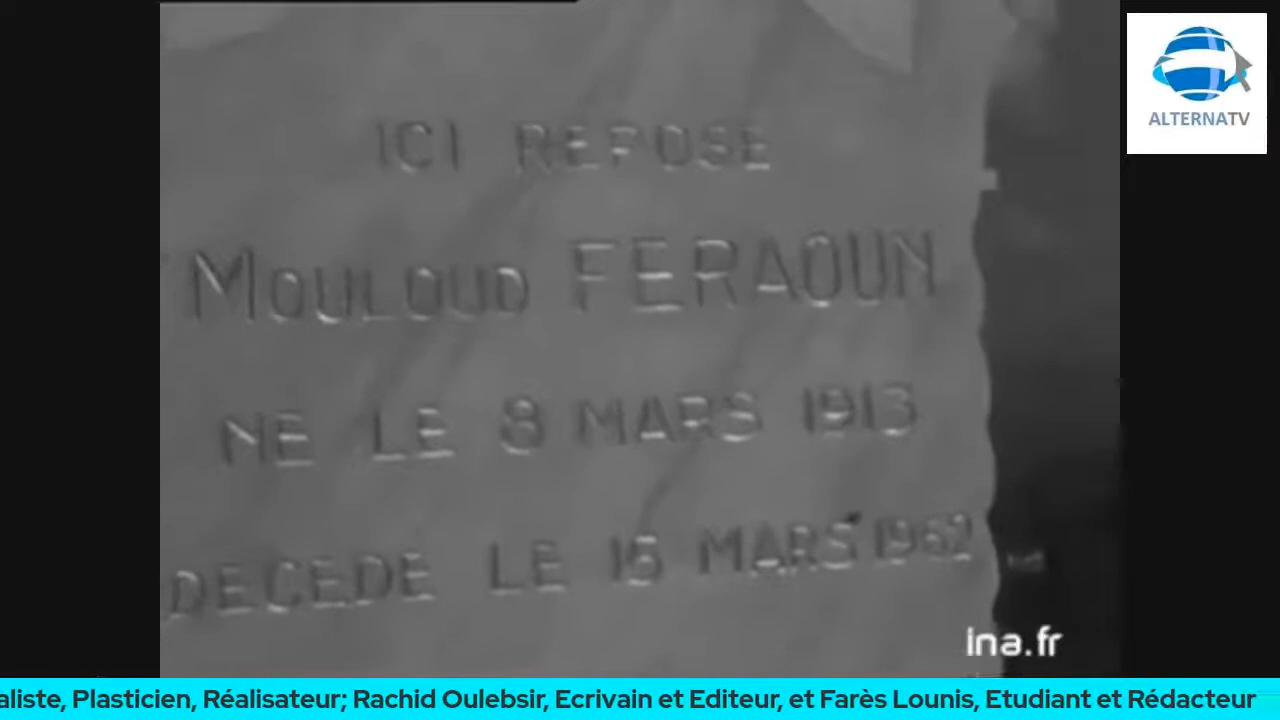 ICI REPOSE
MOULOUD FERAOUN
NE LE 8 MARS 1913
DECEDE LE 15 MARS 1962
ina.fr
ALTERNATV
aliste, Plasticien, Réalisateur; Rachid Oulebsir, Ecrivain et Editeur, et Farès Lounis, Etudiant et Rédacteur